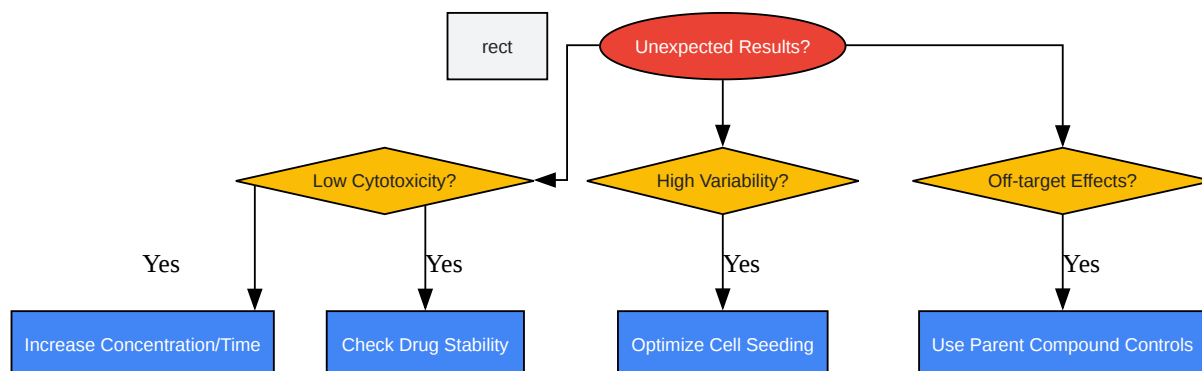 rect
Unexpected Results?
Low Cytotoxicity?
High Variability?
Off-target Effects?
Yes
Yes
Yes
Yes
Increase Concentration/Time
Check Drug Stability
Optimize Cell Seeding
Use Parent Compound Controls